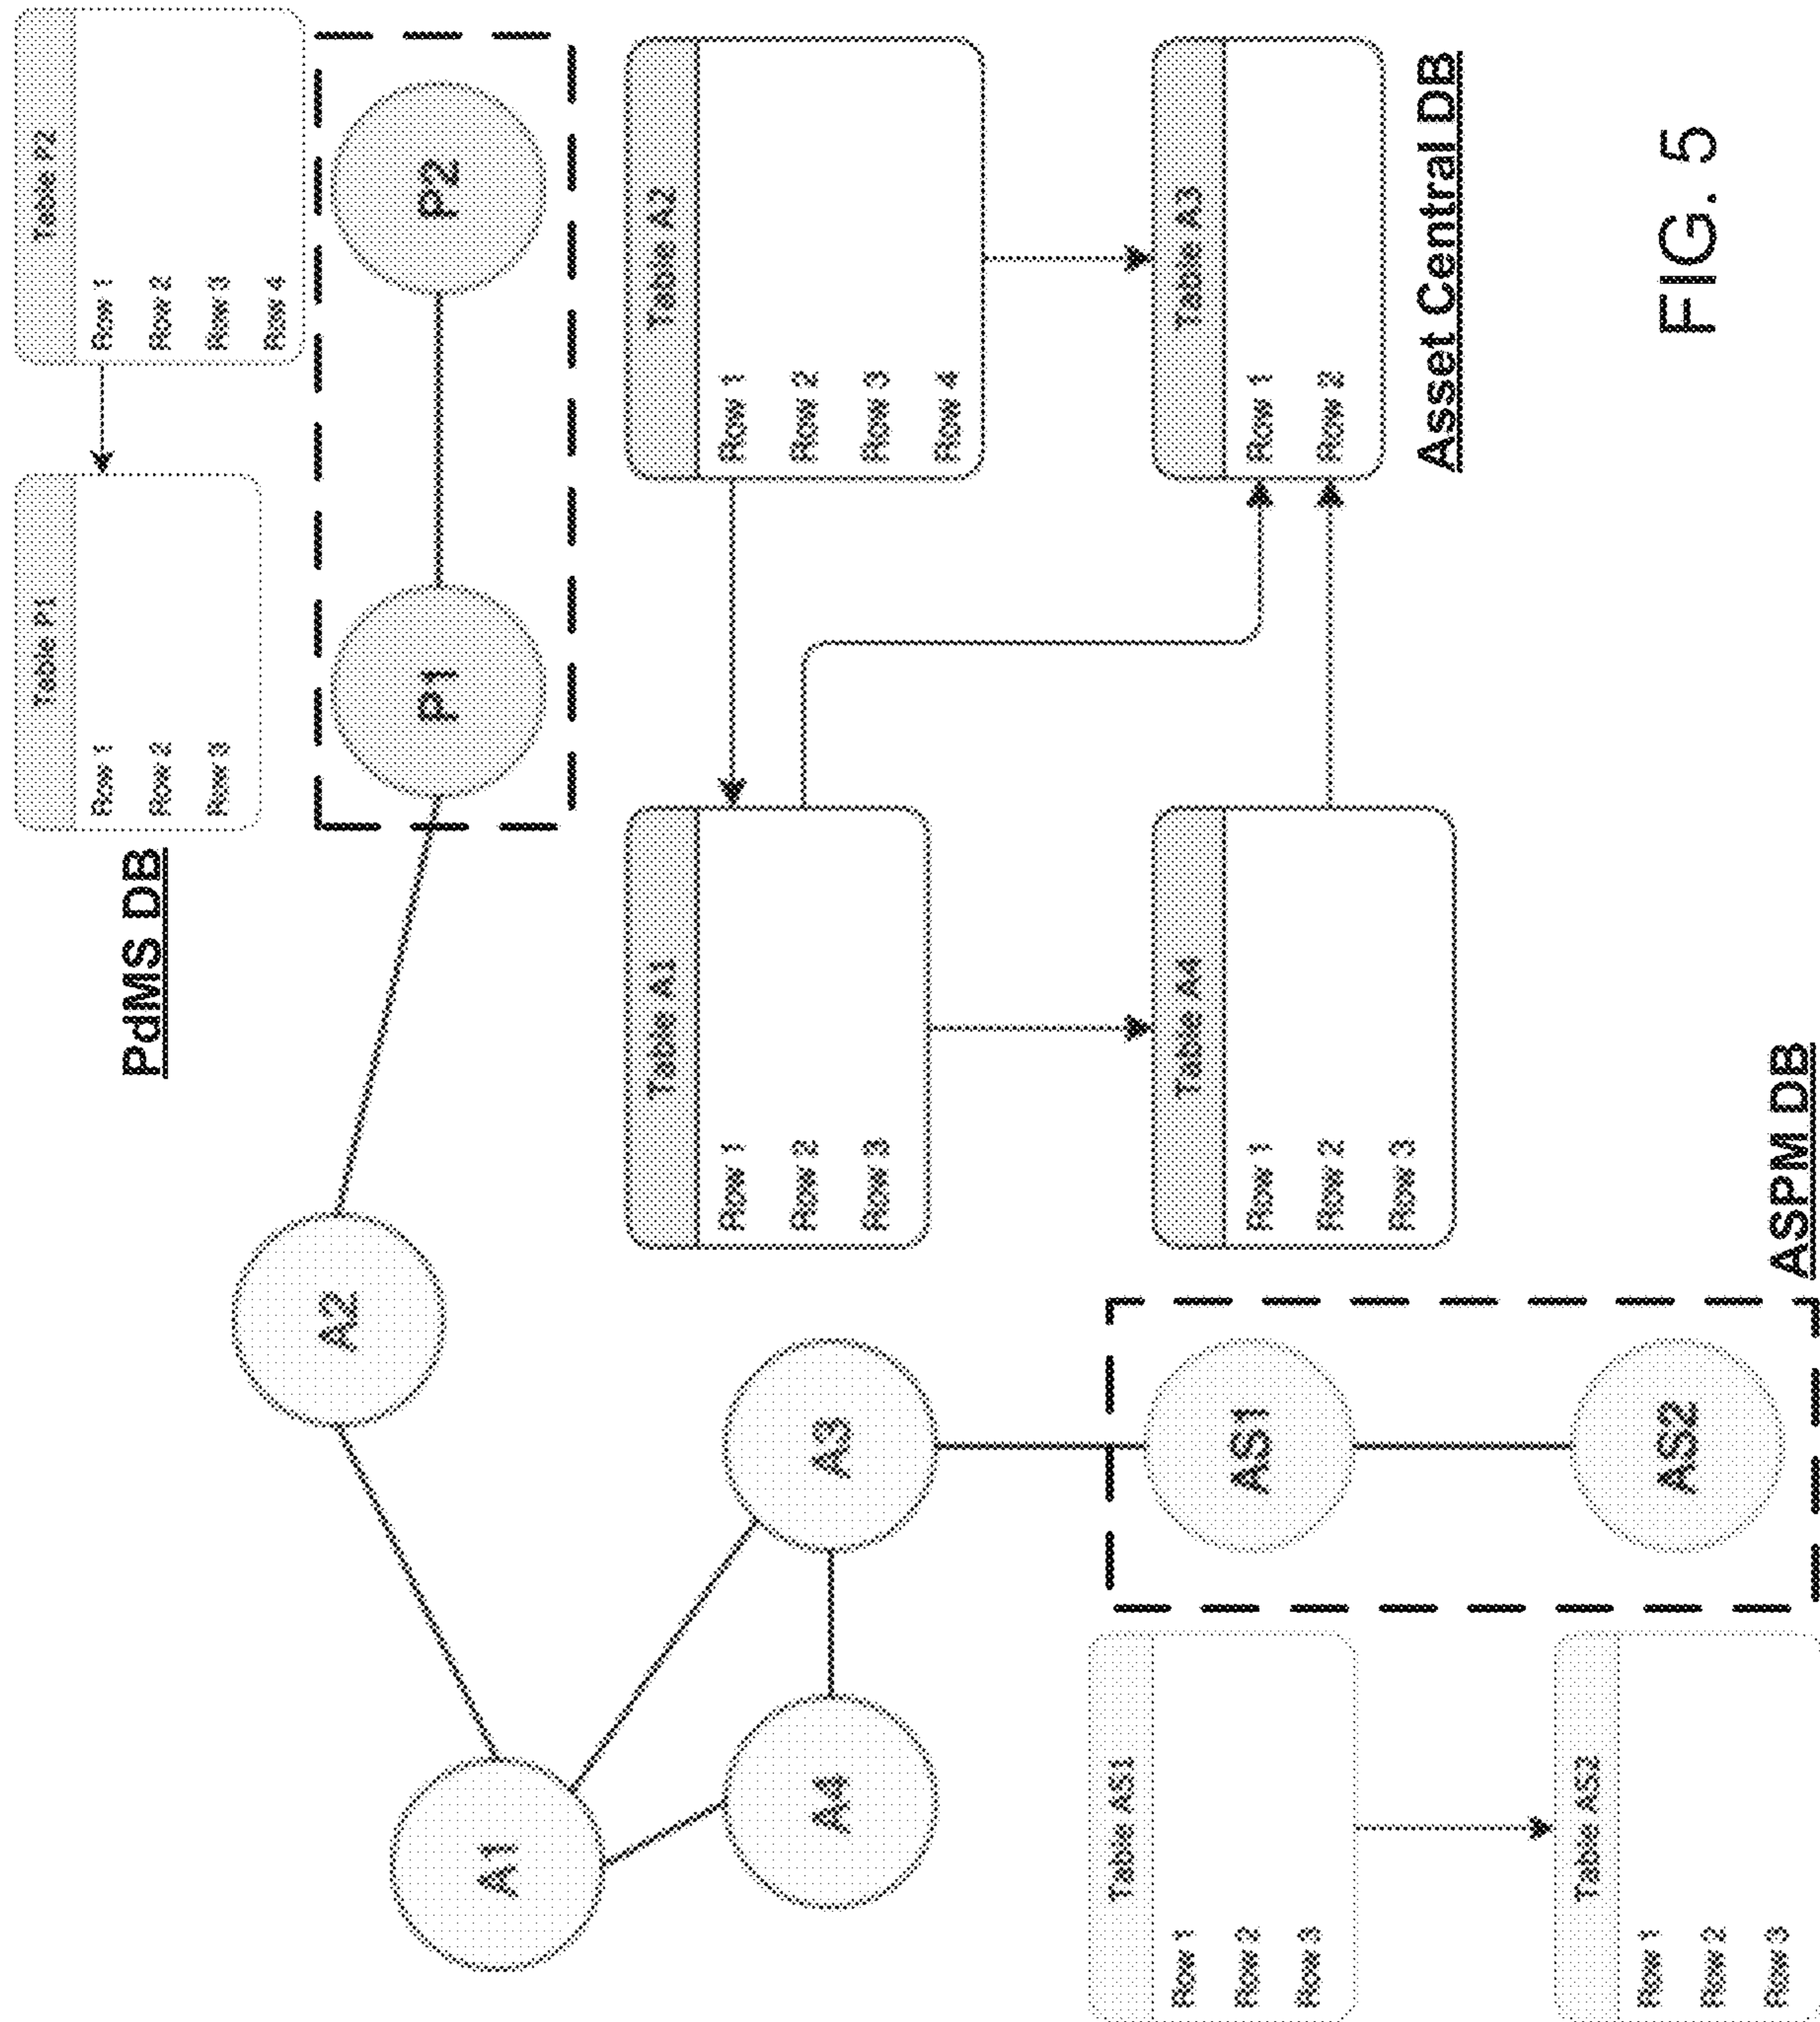 PdMS DB
Table P1
Row 1
Row 2
Row 3
Table P2
Row 1
Row 2
Row 3
Row 4
A2
P1
P2
A1
A3
A4
AS1
AS2
Table A1
Row 1
Row 2
Row 3
Table A2
Row 1
Row 2
Row 3
Row 4
Table A4
Row 1
Row 2
Row 3
Table A3
Row 1
Row 2
Asset Central DB
Table AS1
Row 1
Row 2
Row 3
Table AS2
Row 1
Row 2
Row 3
ASPM DB
FIG. 5